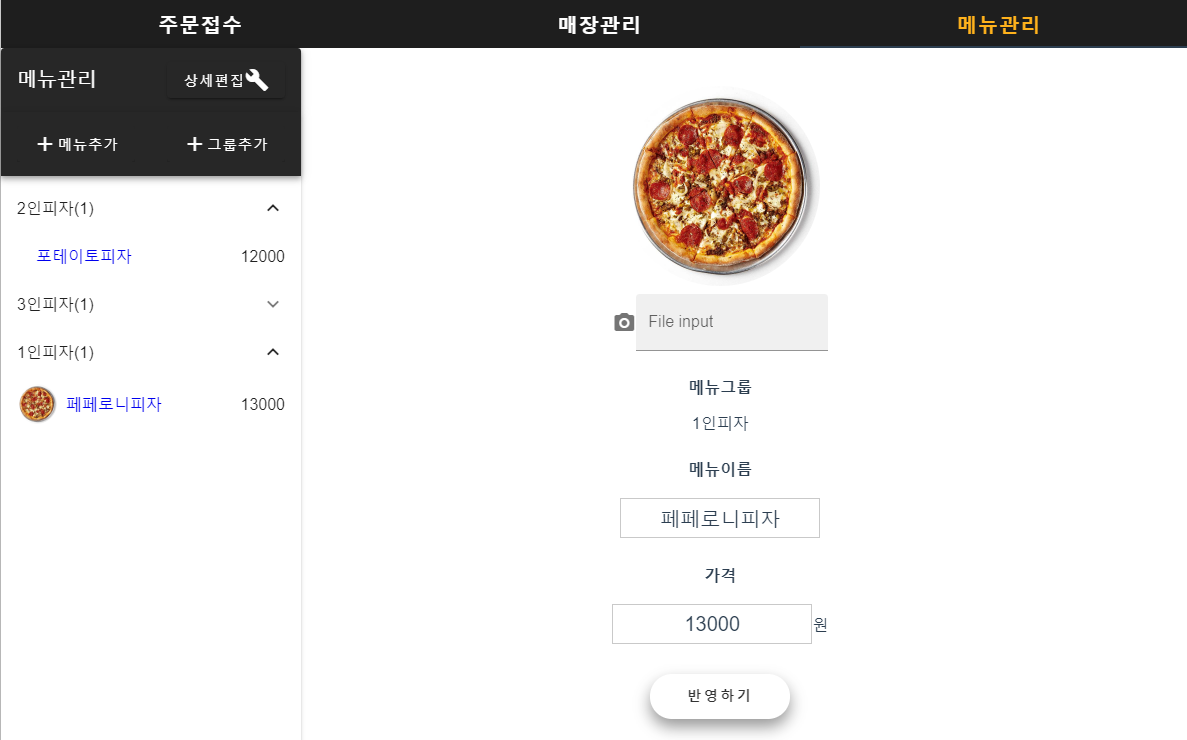 주문접수 매장관리 메뉴관리
메뉴관리 상세편집
메뉴추가 그룹추가
2인피자(1)
포테이토피자 12000
3인피자(1)
1인피자(1)
페페로니피자 13000
File input
메뉴그룹
1인피자
메뉴이름
페페로니피자
가격
13000 원
반영하기